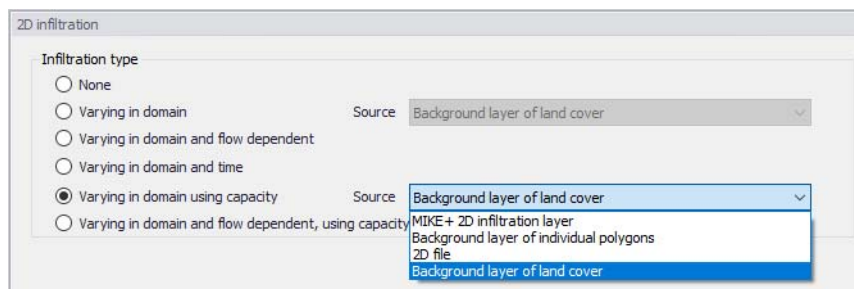 2D infiltration
Infiltration type
None
Varying in domain Source Background layer of land cover
Varying in domain and flow dependent
Varying in domain and time
Varying in domain using capacity Source Background layer of land cover
Varying in domain and flow dependent, using capacity
MIKE+ 2D infiltration layer
Background layer of individual polygons
2D file
Background layer of land cover